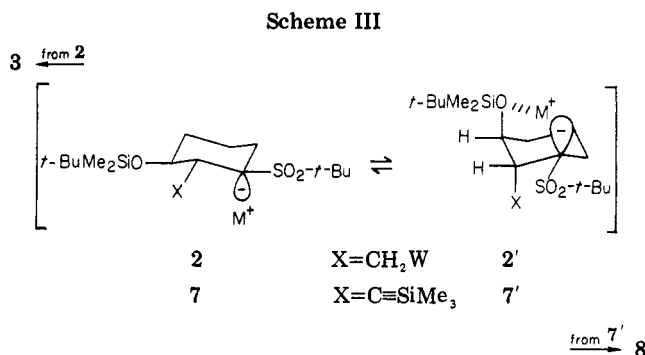 Scheme III
3 from 2
t-BuMe2SiO M+
t-BuMe2SiO SO2-t-Bu H
X − H
M+ SO2-t-Bu
X
2 X=CH2W 2'
7 X=C≡SiMe3 7'
from 7' 8